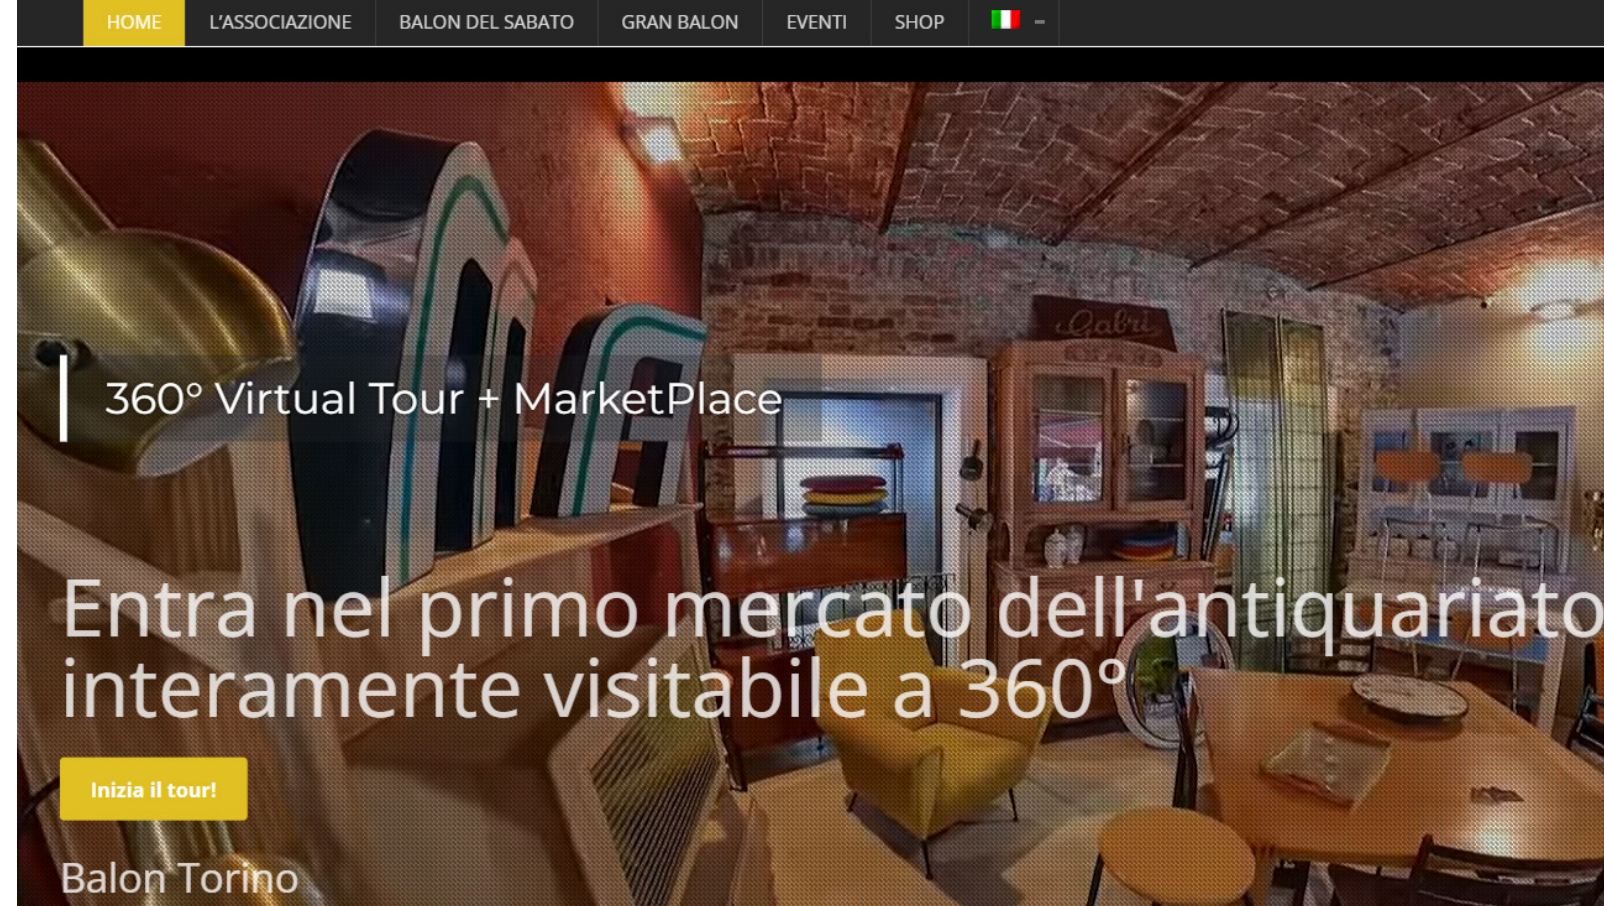 HOME L'ASSOCIAZIONE BALON DEL SABATO GRAN BALON EVENTI SHOP
Gabri
360° Virtual Tour + MarketPlace
Entra nel primo mercato dell'antiquariato
interamente visitabile a 360°
Inizia il tour!
Balon Torino